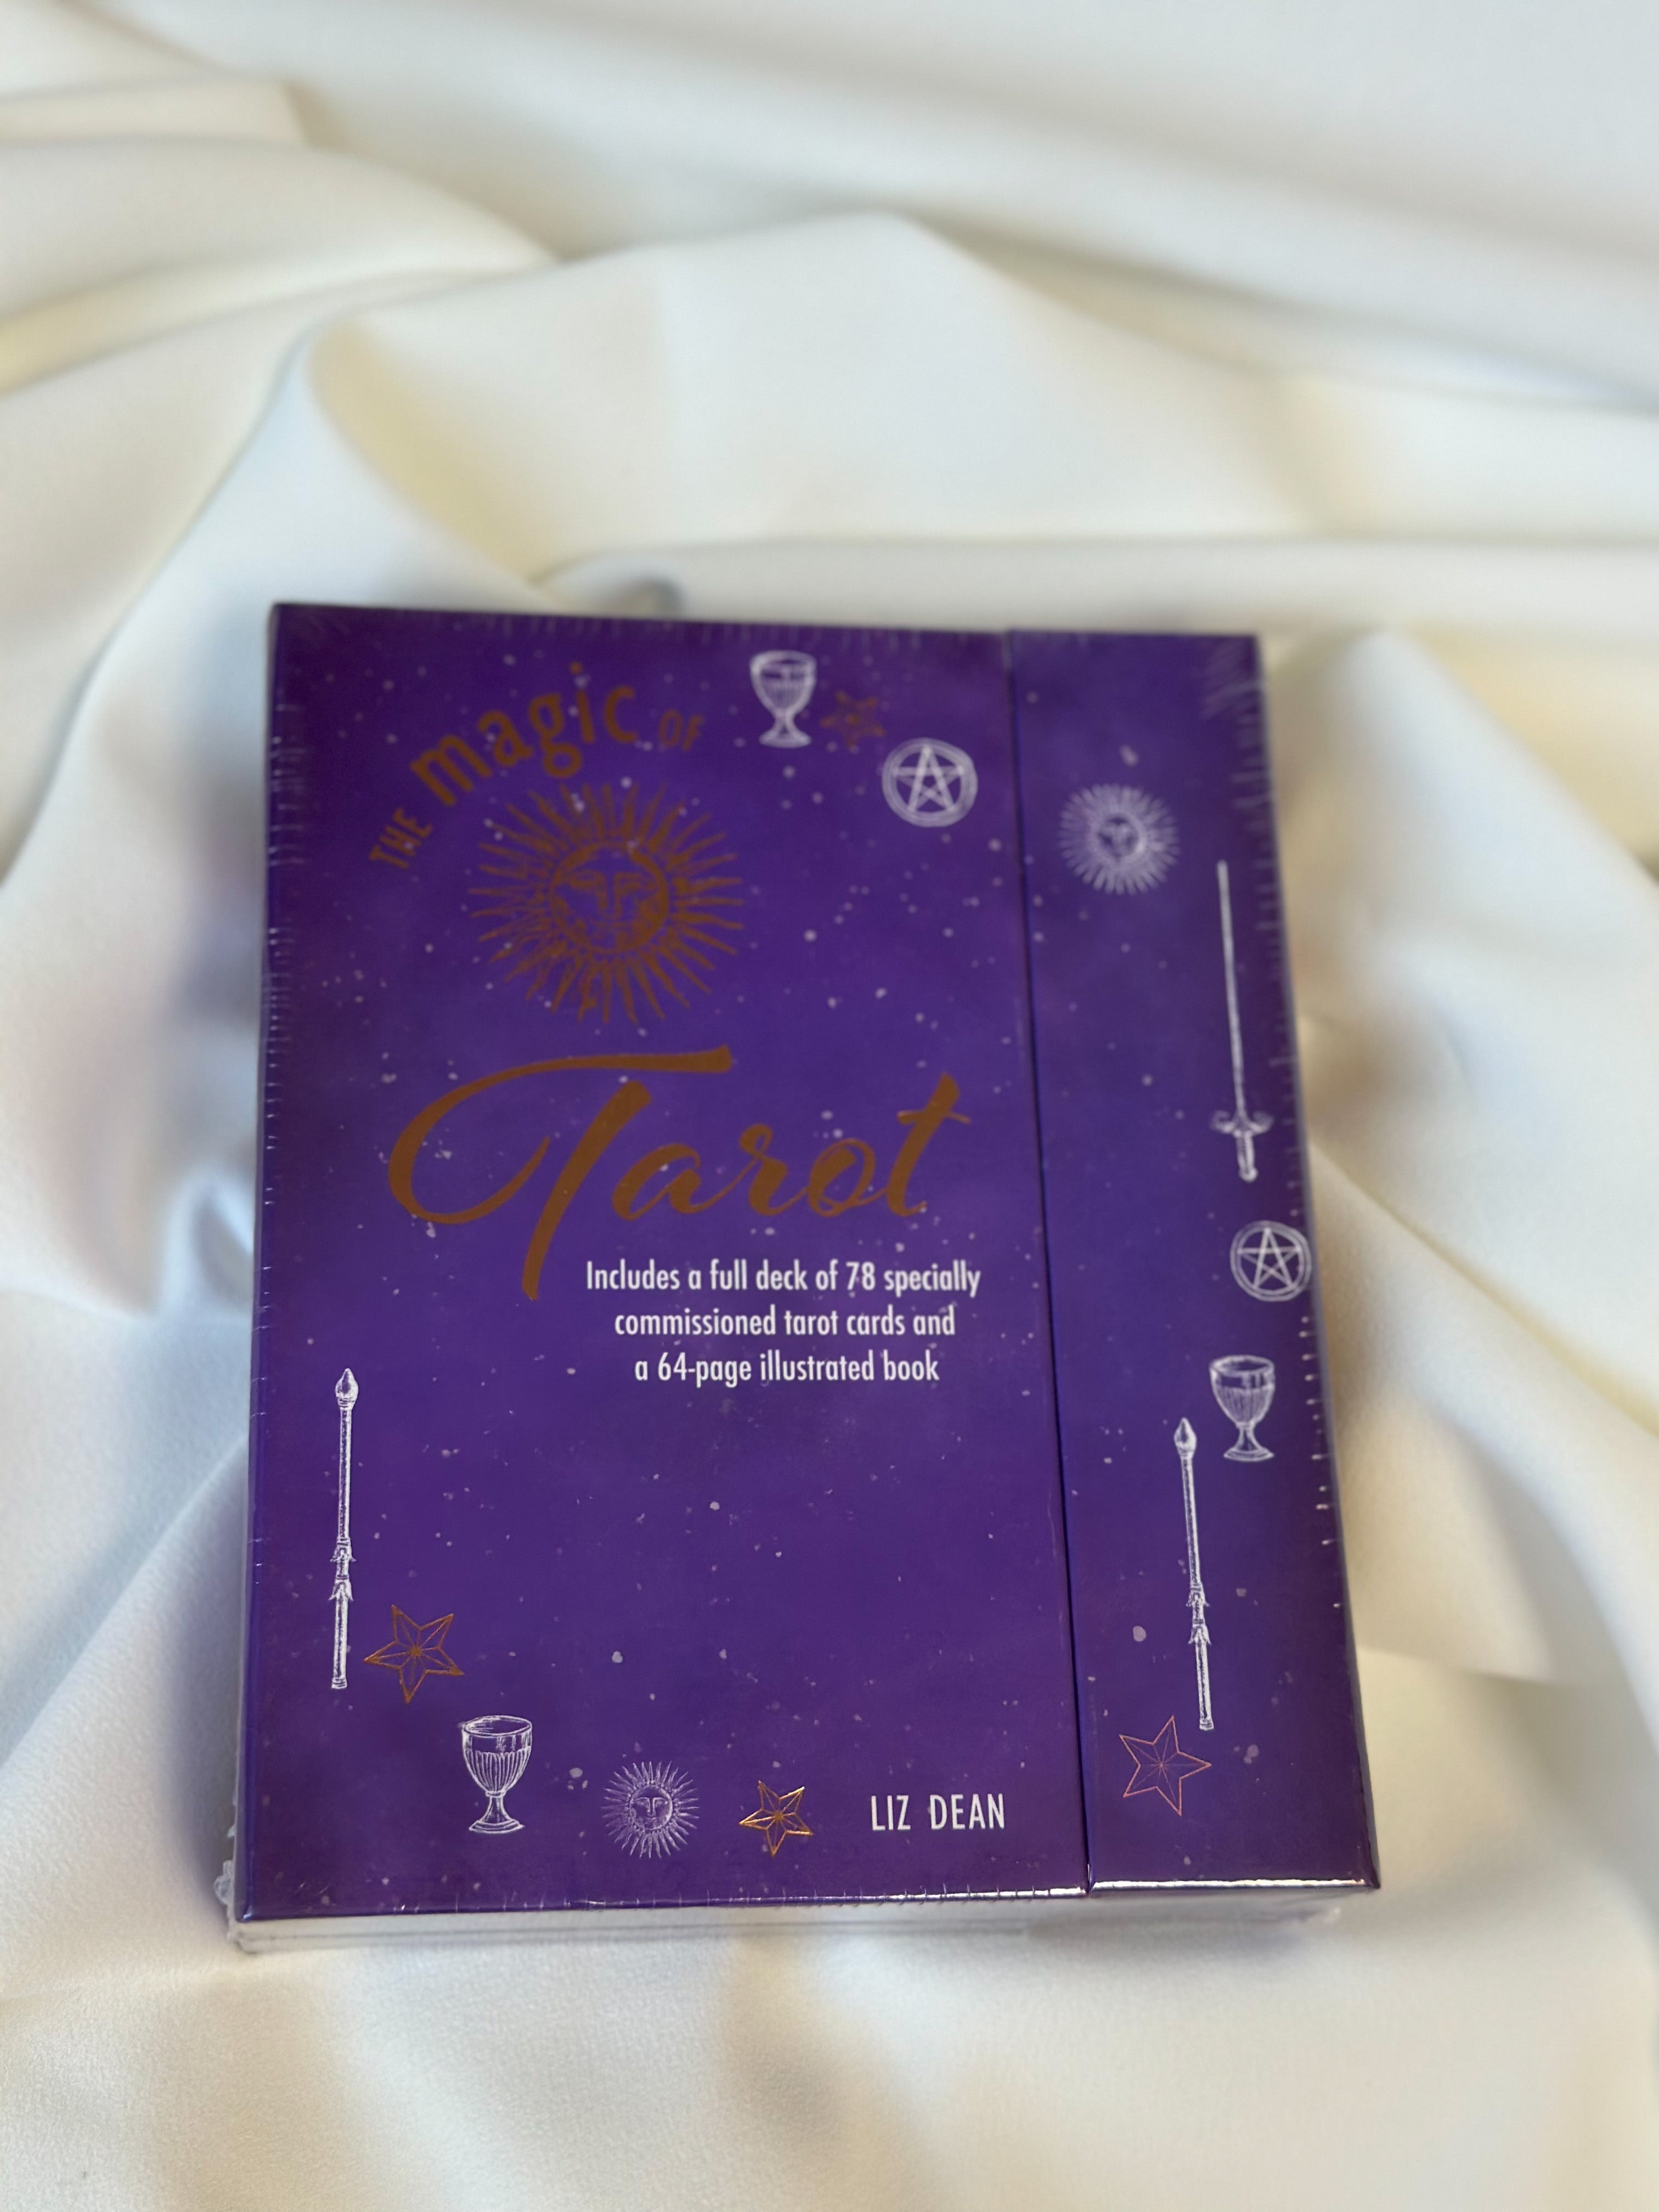 THE magic OF
Tarot
Includes a full deck of 78 specially
commissioned tarot cards and
a 64-page illustrated book
LIZ DEAN